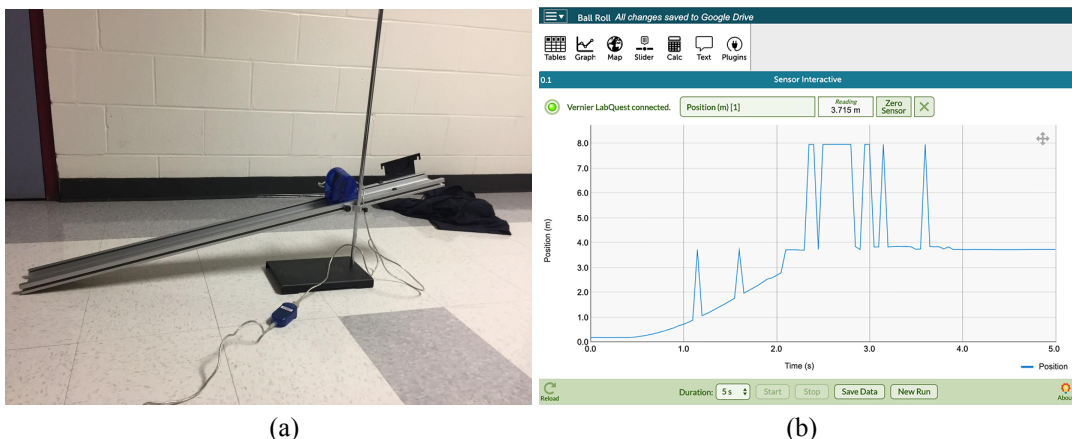 Ball Roll All changes saved to Google Drive
Tables Graph Map Slider Calc Text Plugins
0.1 Sensor Interactive
Vernier LabQuest connected. Position (m) [1] Reading 3.715 m Zero Sensor
8.0
7.0
6.0
5.0
4.0
3.0
2.0
1.0
0.0
Position (m)
0.0 1.0 2.0 3.0 4.0 5.0
Time (s)
Position
Reload Duration: 5 s Start Stop Save Data New Run
(a) (b)